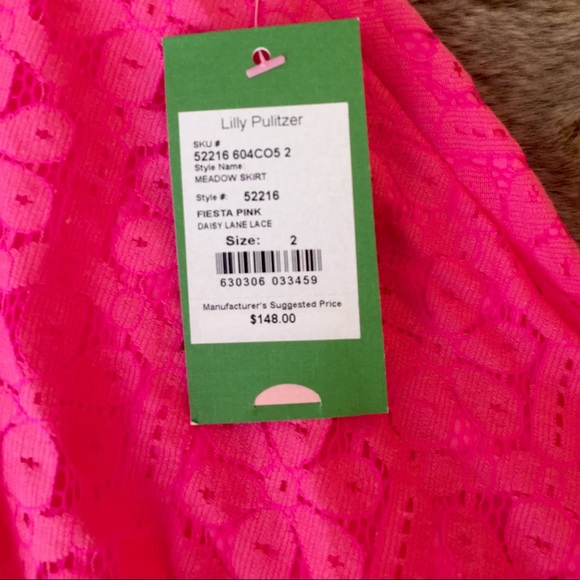 Lilly Pulitzer
SKU #
52216 604CO5 2
Style Name:
MEADOW SKIRT
Style #: 52216
FIESTA PINK
DAISY LANE LACE
Size: 2
630306 033459
Manufacturer's Suggested Price
$148.00